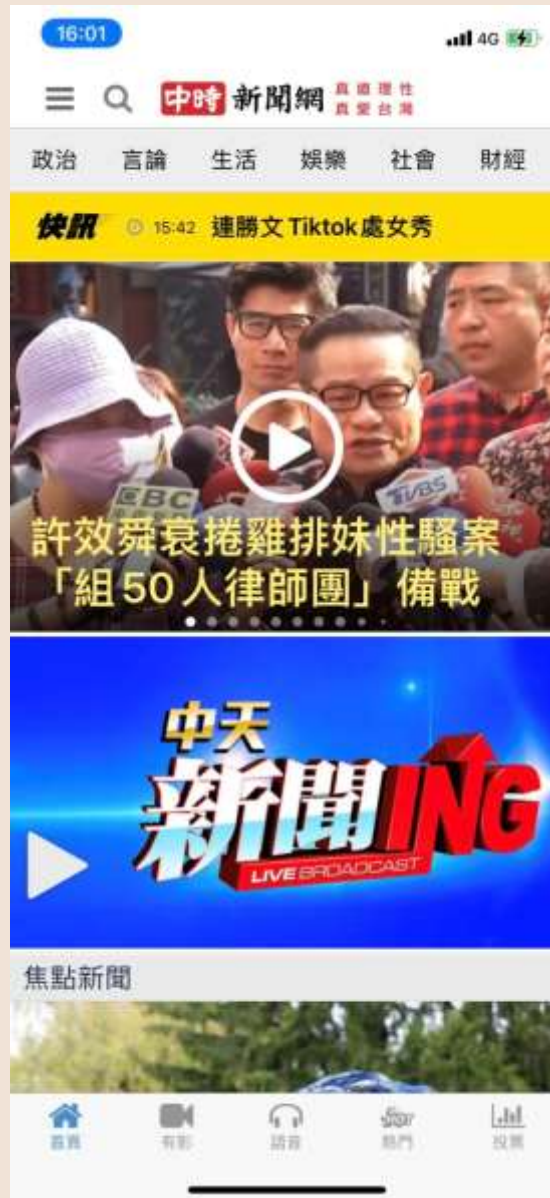 16:01
4G
中時 新聞網 真道理性
真愛台灣
政治 言論 生活 娛樂 社會 財經
快訊 15:42 連勝文Tiktok處女秀
EBC
TVBS
許效舜衰捲雞排妹性騷案
「組50人律師團」備戰
中天
新聞ING
LIVE BROADCAST
焦點新聞
首頁 有影 語音 熱門 投票